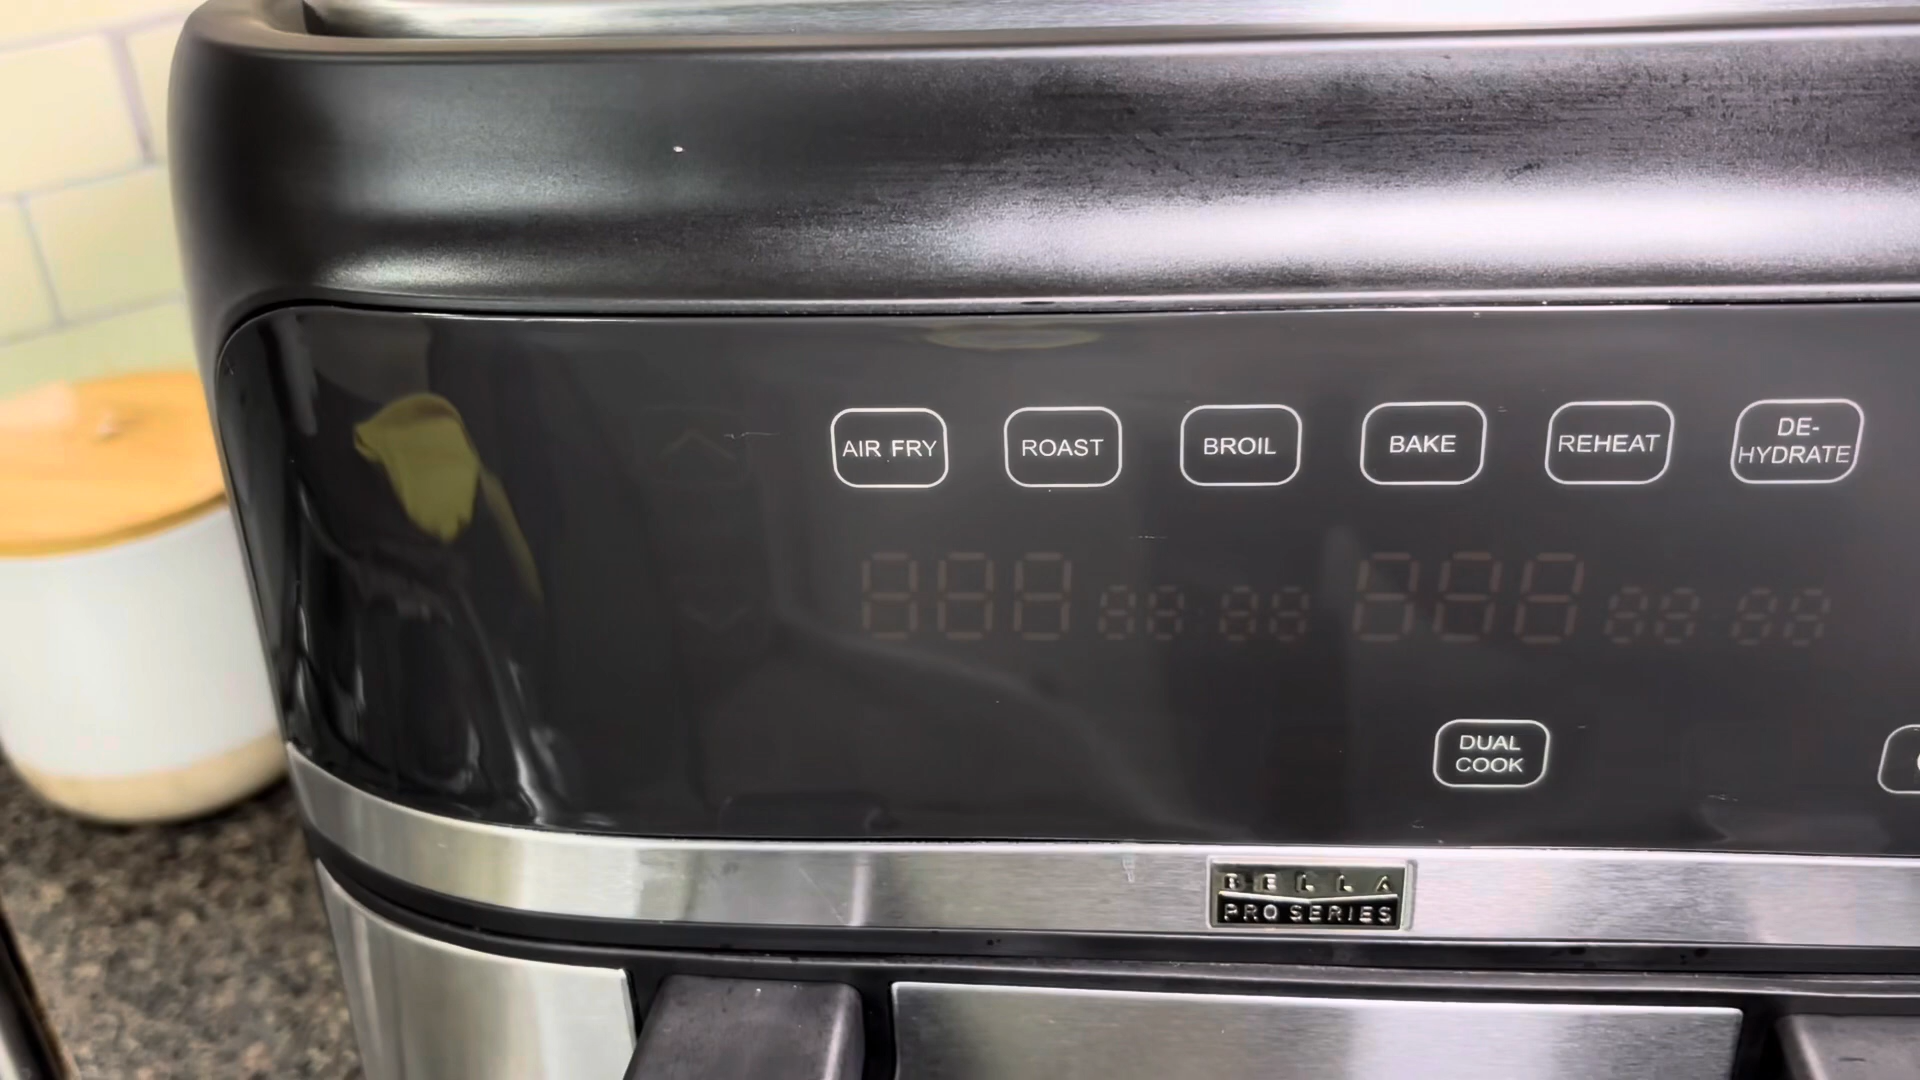 AIR FRY
ROAST
BROIL
BAKE
REHEAT
DE-
HYDRATE
DUAL
COOK
BELLA
PRO SERIES